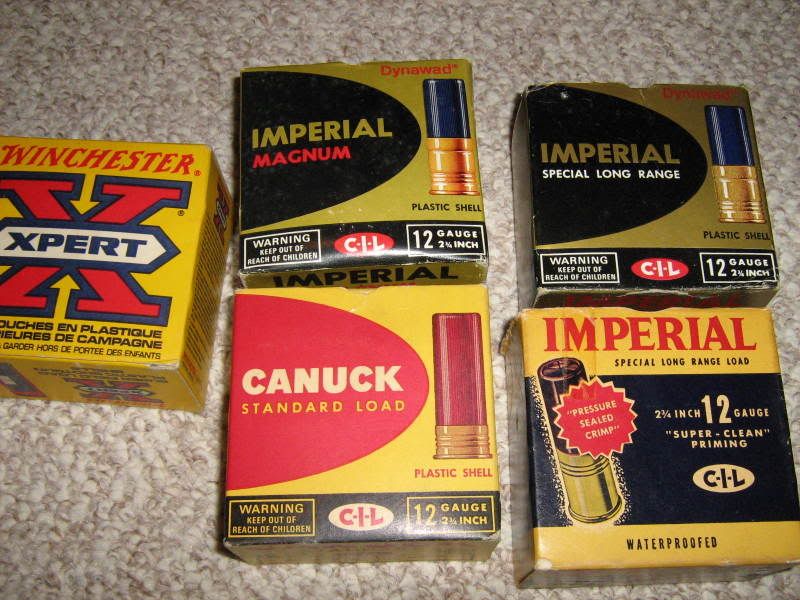 WINCHESTER®
X®
XPERT
OUCHES EN PLASTIQUE
IEURES DE CAMPAGNE
GARDER HORS DE PORTEE DES ENFANTS
Dynawad™
IMPERIAL
MAGNUM
PLASTIC SHELL
WARNING
KEEP OUT OF
REACH OF CHILDREN
C-I-L
12 GAUGE
2¾ INCH
IMPERIAL
Dynawad™
IMPERIAL
SPECIAL LONG RANGE
PLASTIC SHELL
WARNING
KEEP OUT OF
REACH OF CHILDREN
C-I-L
12 GAUGE
2¾ INCH
CANUCK
STANDARD LOAD
PLASTIC SHELL
WARNING
KEEP OUT OF
REACH OF CHILDREN
C-I-L
12 GAUGE
2¾ INCH
IMPERIAL
SPECIAL LONG RANGE LOAD
"PRESSURE
SEALED
CRIMP"
2¾ INCH 12 GAUGE
"SUPER-CLEAN"
PRIMING
C-I-L
WATERPROOFED